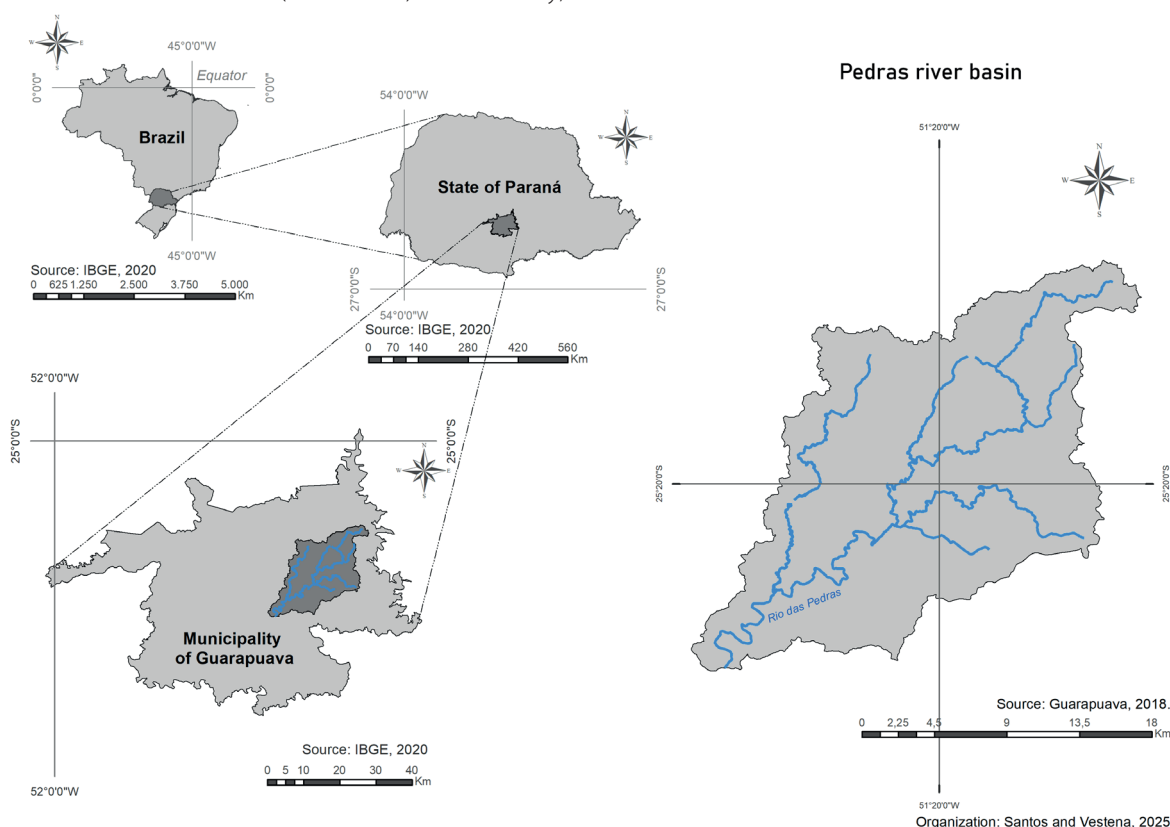 N
W E
S
45°0'0"W
Equator
0°0'0"
0°0'0"
Brazil
45°0'0"W
Source: IBGE, 2020
0 625 1.250 2.500 3.750 5.000
Km
54°0'0"W
N
W E
S
State of Paraná
27°0'0"S
27°0'0"S
54°0'0"W
Source: IBGE, 2020
0 70 140 280 420 560
Km
52°0'0"W
25°0'0"S
25°0'0"S
N
W E
S
Municipality
of Guarapuava
Source: IBGE, 2020
0 5 10 20 30 40
Km
52°0'0"W
Pedras river basin
51°20'0"W
N
W E
S
25°20'0"S
25°20'0"S
Rio das Pedras
Source: Guarapuava, 2018.
0 2,25 4,5 9 13,5 18
Km
51°20'0"W
Organization: Santos and Vestena, 2025